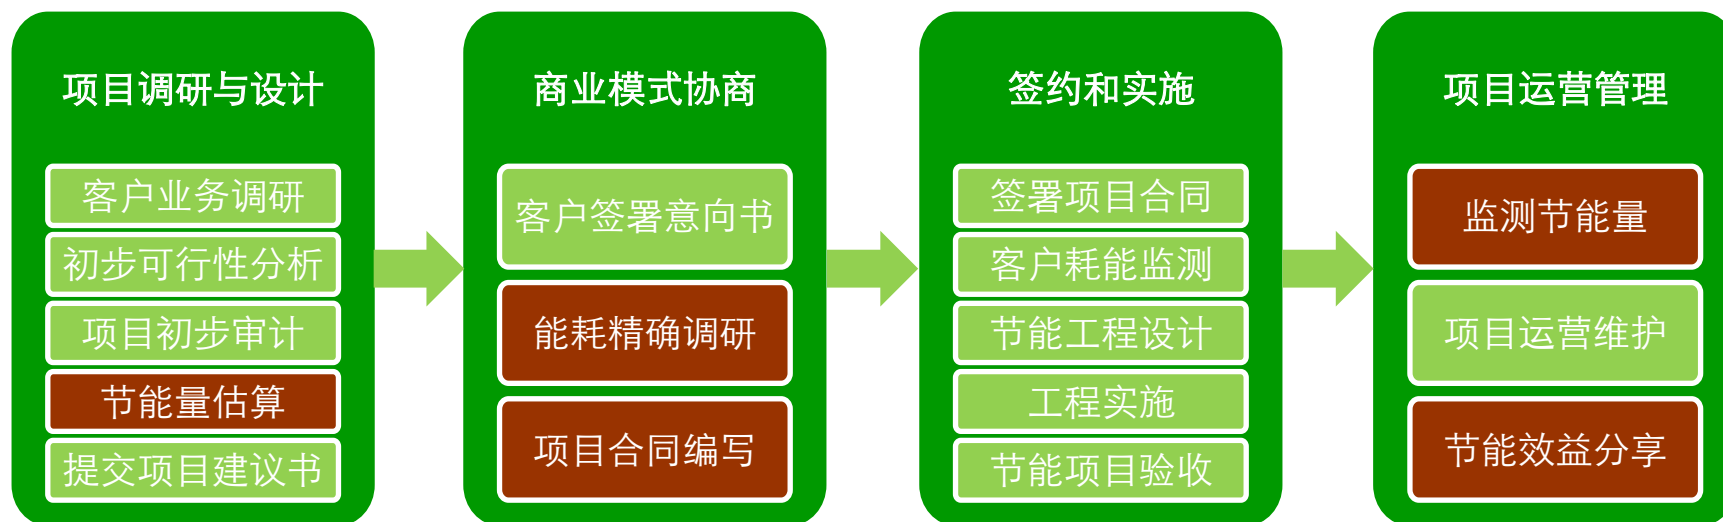 项目调研与设计
客户业务调研
初步可行性分析
项目初步审计
节能量估算
提交项目建议书
商业模式协商
客户签署意向书
能耗精确调研
项目合同编写
签约和实施
签署项目合同
客户耗能监测
节能工程设计
工程实施
节能项目验收
项目运营管理
监测节能量
项目运营维护
节能效益分享